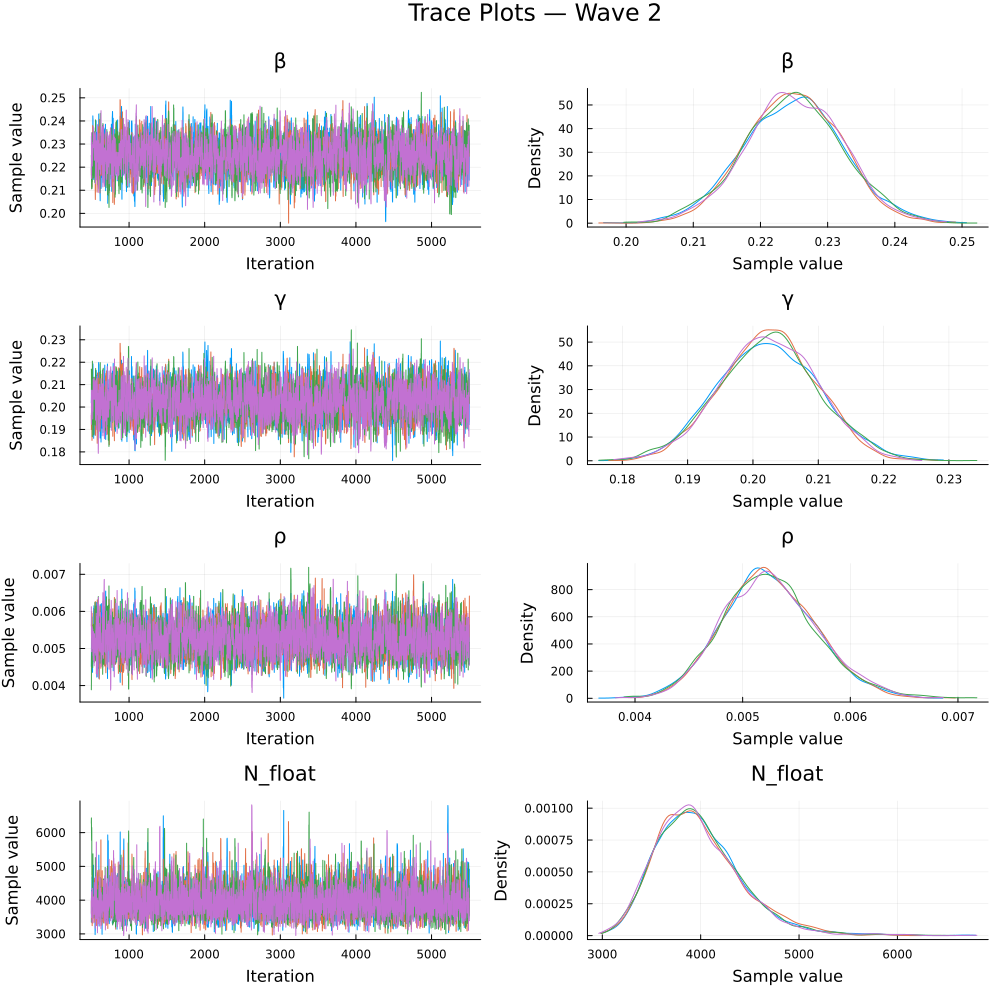 Trace Plots — Wave 2
β
β
Sample value
0.25
0.24
0.23
0.22
0.21
0.20
1000 2000 3000 4000 5000
Iteration
Density
50
40
30
20
10
0
0.20 0.21 0.22 0.23 0.24 0.25
Sample value
γ
γ
Sample value
0.23
0.22
0.21
0.20
0.19
0.18
1000 2000 3000 4000 5000
Iteration
Density
50
40
30
20
10
0
0.18 0.19 0.20 0.21 0.22 0.23
Sample value
ρ
ρ
Sample value
0.007
0.006
0.005
0.004
1000 2000 3000 4000 5000
Iteration
Density
800
600
400
200
0
0.004 0.005 0.006 0.007
Sample value
N_float
N_float
Sample value
6000
5000
4000
3000
1000 2000 3000 4000 5000
Iteration
Density
0.00100
0.00075
0.00050
0.00025
0.00000
3000 4000 5000 6000
Sample value